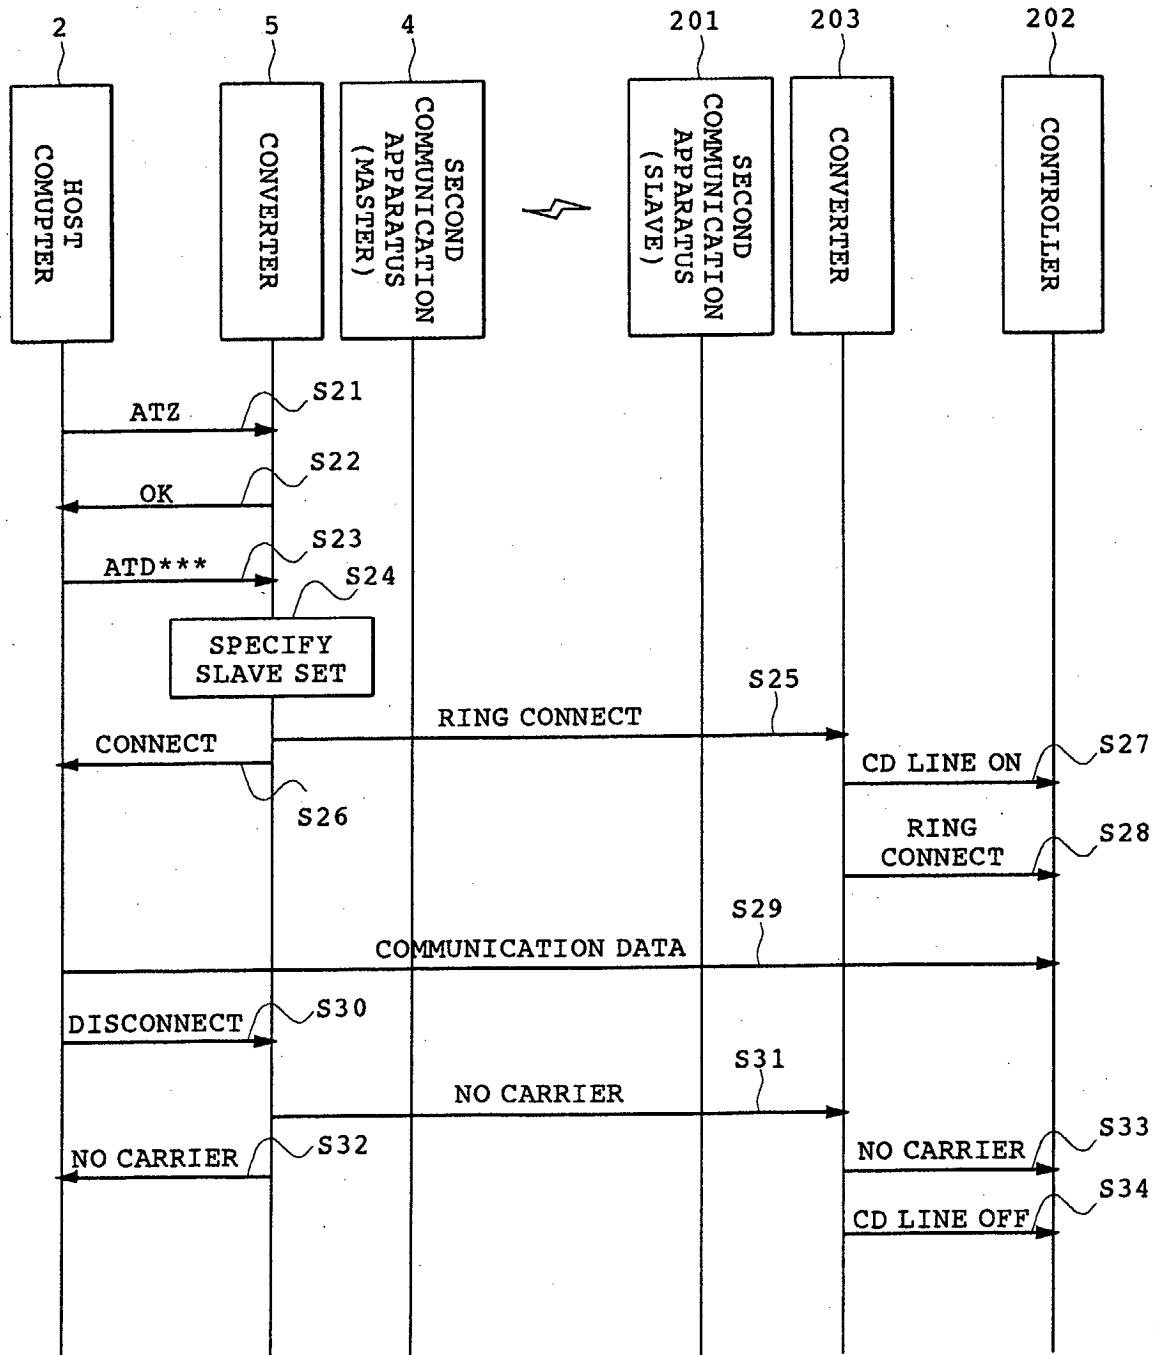 2
5
4
201
203
202
HOST
COMUPTER
CONVERTER
SECOND
COMMUNICATION
APPARATUS
(MASTER)
SECOND
COMMUNICATION
APPARATUS
(SLAVE)
CONVERTER
CONTROLLER
S21
ATZ
S22
OK
S23
ATD***
S24
SPECIFY
SLAVE SET
S25
RING CONNECT
CONNECT
S26
S27
CD LINE ON
S28
RING
CONNECT
S29
COMMUNICATION DATA
S30
DISCONNECT
S31
NO CARRIER
S32
NO CARRIER
S33
NO CARRIER
S34
CD LINE OFF